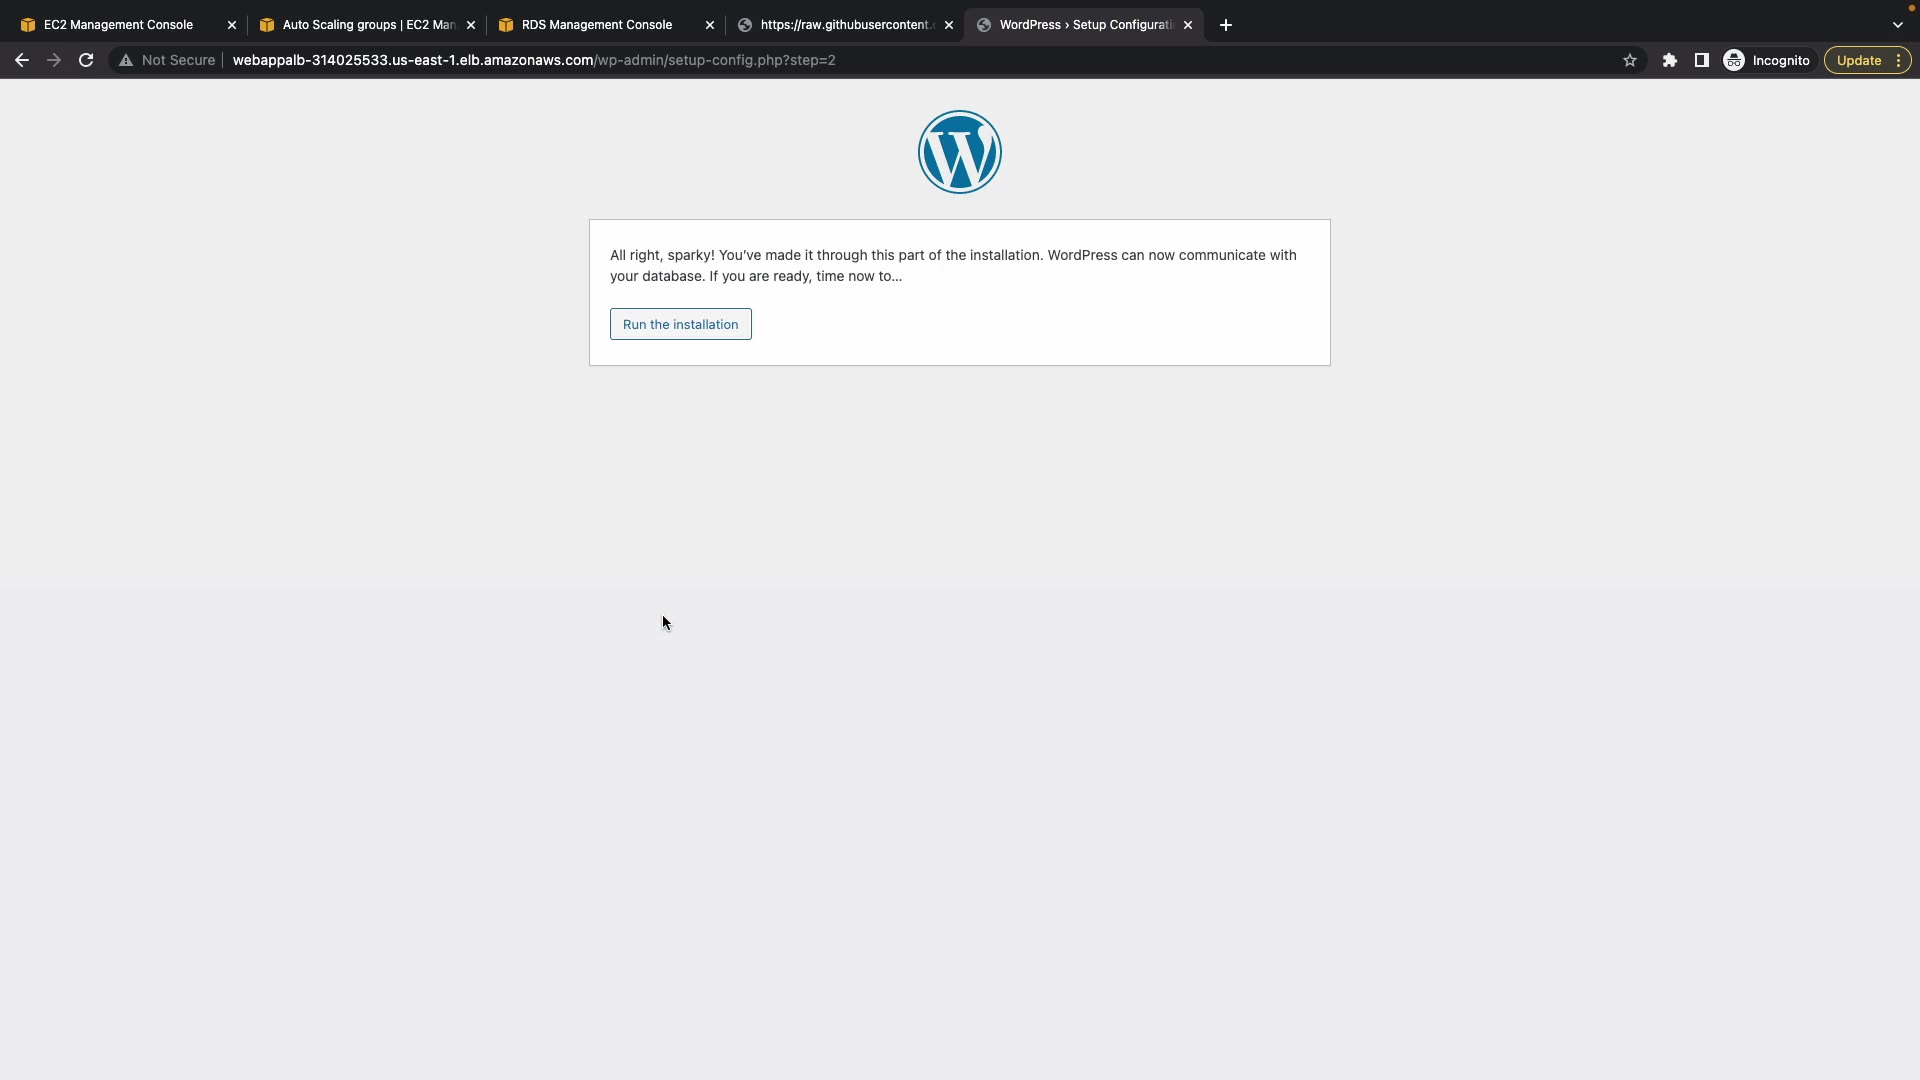 EC2 Management Console
Auto Scaling groups | EC2 Man
RDS Management Console
https://raw.githubusercontent.
WordPress › Setup Configurati
Not Secure
webappalb-314025533.us-east-1.elb.amazonaws.com/wp-admin/setup-config.php?step=2
Incognito
Update
All right, sparky! You’ve made it through this part of the installation. WordPress can now communicate with
your database. If you are ready, time now to…
Run the installation